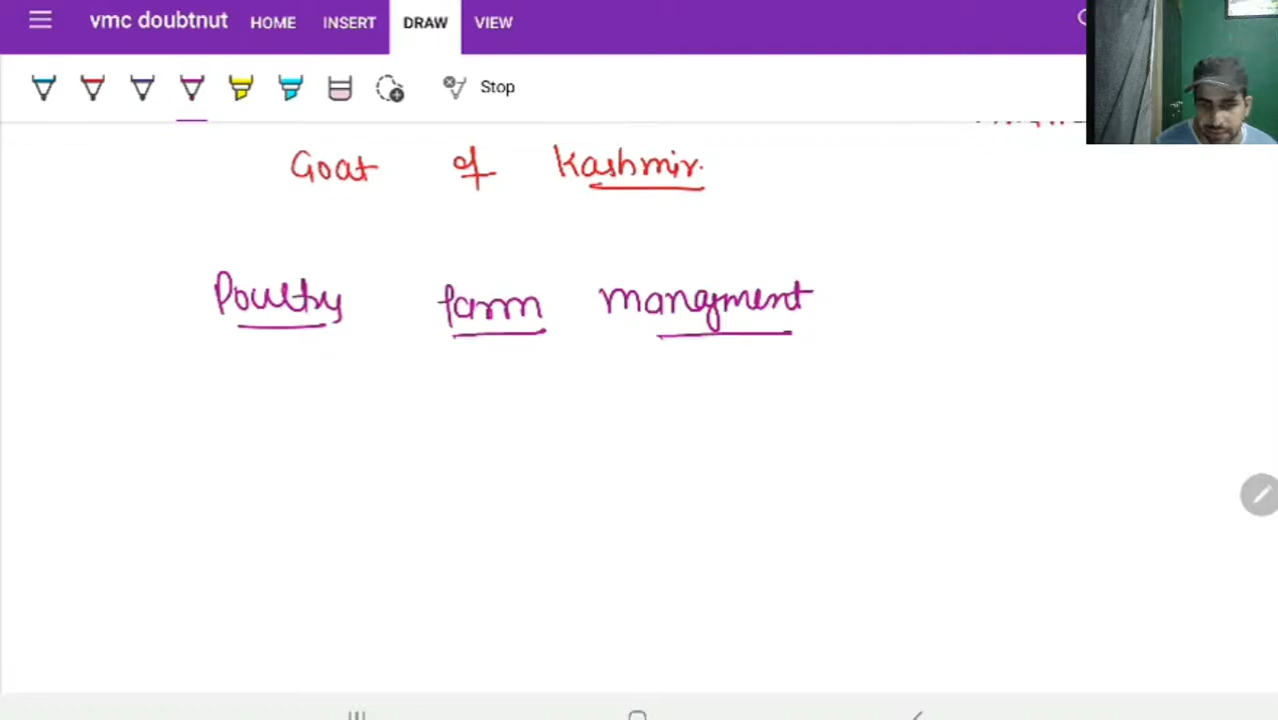 vmc doubtnut HOME INSERT DRAW VIEW
Stop
Goat of Kashmir.
Poultry farm managment